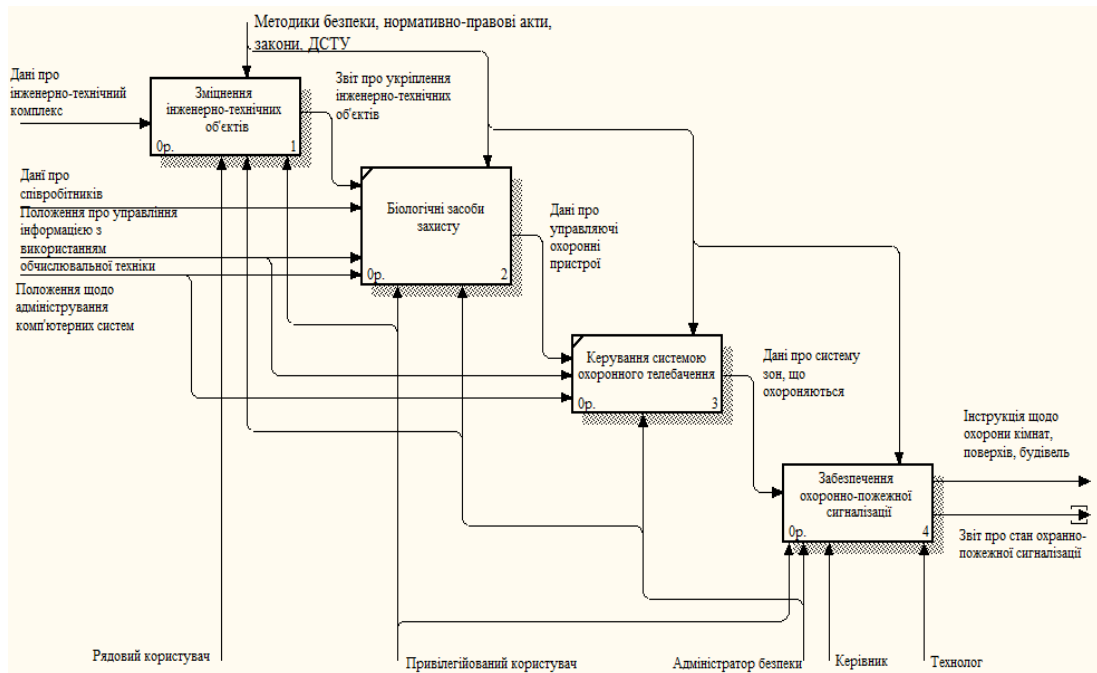 Методики безпеки, нормативно-правові акти,
закони, ДСТУ
Дані про
інженерно-технічний
комплекс
Зміцнення
інженерно-технічних
об'єктів
0р.
1
Звіт про укріплення
інженерно-технічних
об'єктів
Данї про
співробітників
Положення про управління
інформацією з
використанням
обчислювальної техніки
Положення щодо
адміністрування
комп'ютерних систем
Біологічні засоби
захисту
0р.
2
Дані про
управляючі
охоронні
пристрої
Керування системою
охоронного телебачення
0р.
3
Дані про систему
зон, що
охороняються
Забезпечення
охоронно-пожежної
сигналізації
0р.
4
Інструкція щодо
охорони кімнат,
поверхів, будівель
Звіт про стан охранно-
пожежної сигналізації
Рядовий користувач
Привілегійований користувач
Адміністратор безпеки
Керівник
Технолог